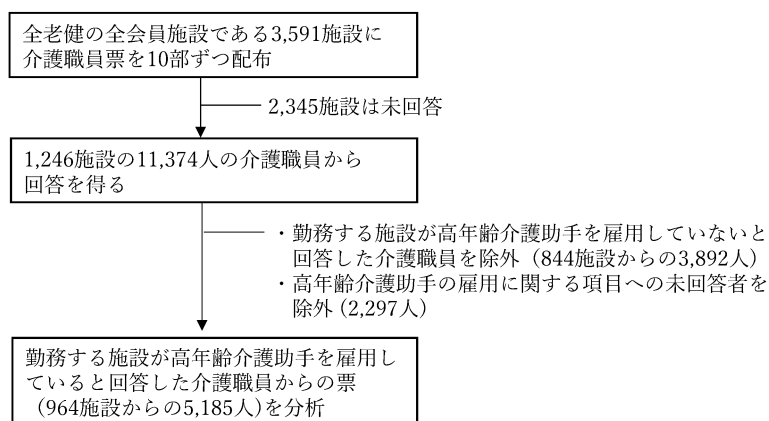 全老健の全会員施設である3,591施設に
介護職員票を10部ずつ配布
2,345施設は未回答
1,246施設の11,374人の介護職員から
回答を得る
・勤務する施設が高年齢介護助手を雇用していないと
回答した介護職員を除外（844施設からの3,892人）
・高年齢介護助手の雇用に関する項目への未回答者を
除外（2,297人）
勤務する施設が高年齢介護助手を雇用し
ていると回答した介護職員からの票
（964施設からの5,185人）を分析